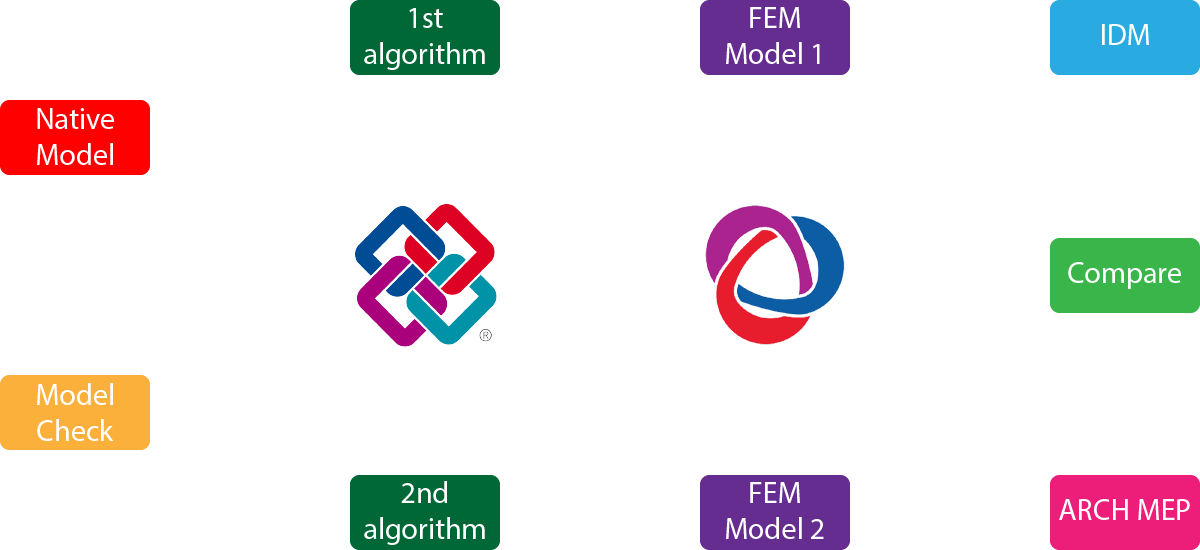 1st
algorithm
FEM
Model 1
IDM
Native
Model
®
Compare
Model
Check
2nd
algorithm
FEM
Model 2
ARCH MEP